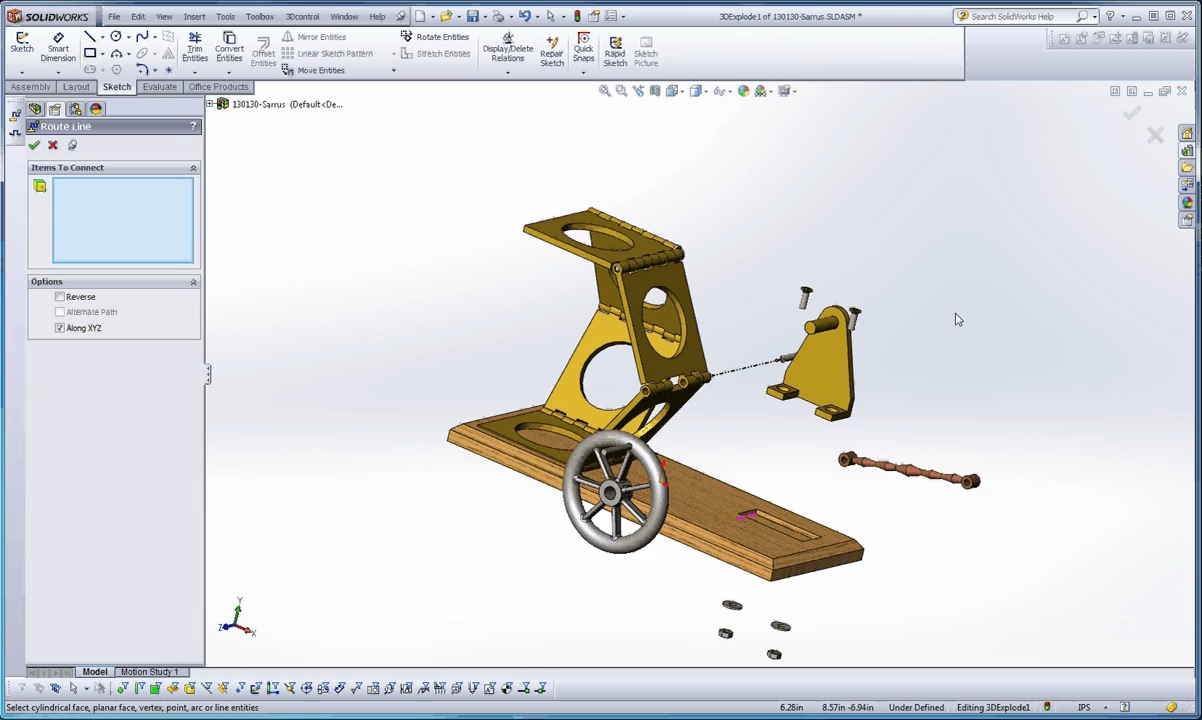 SOLIDWORKS File Edit View Insert Tools Toolbox 3Dcontrol Window Help 3DExplode1 of 130130-Sarrus.SLDASM * Search SolidWorks Help
Sketch
Smart Dimension
Trim Entities
Convert Entities
Offset Entities
Mirror Entities
Linear Sketch Pattern
Move Entities
Rotate Entities
Stretch Entities
Display/Delete Relations
Repair Sketch
Quick Snaps
Rapid Sketch
Sketch Picture
Assembly Layout Sketch Evaluate Office Products
130130-Sarrus (Default<De...
Route Line ?
Items To Connect
Options
Reverse
Alternate Path
Along XYZ
Y
Z
X
Model Motion Study 1
Select cylindrical face, planar face, vertex, point, arc or line entities 6.28in 8.57in -6.94in Under Defined Editing 3DExplode1 IPS